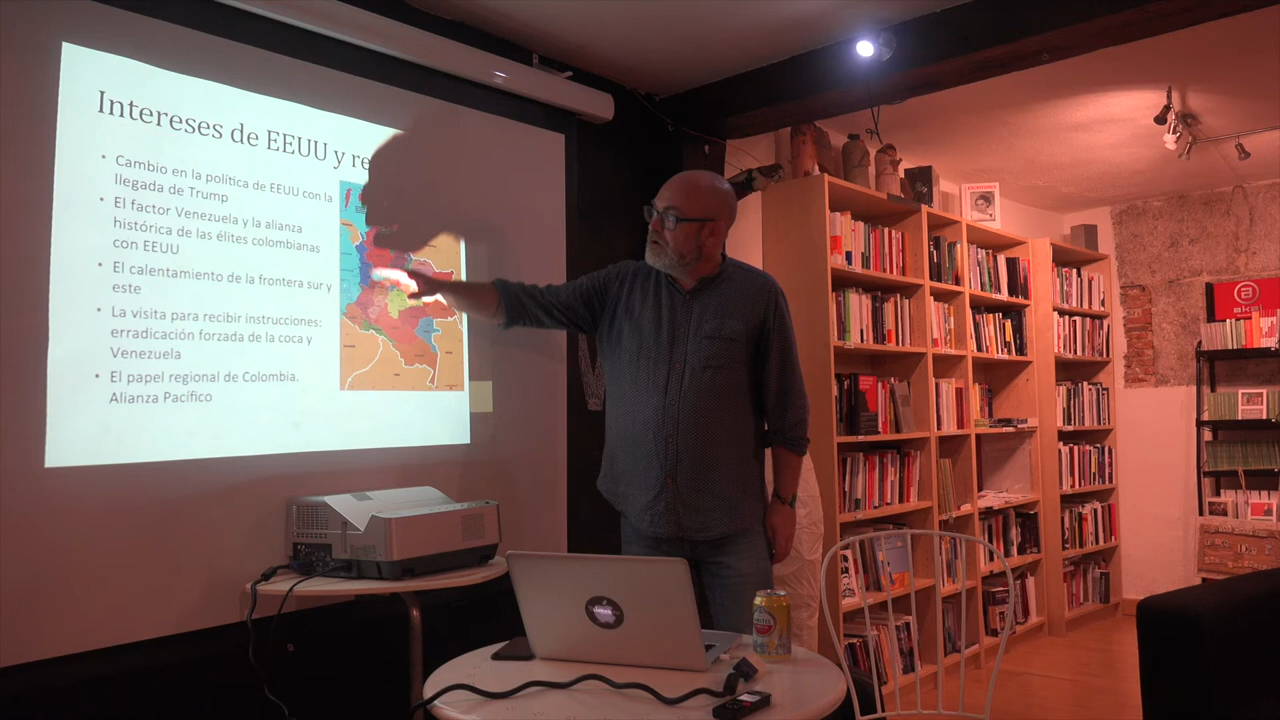 Intereses de EEUU y re
• Cambio en la política de EEUU con la
llegada de Trump
• El factor Venezuela y la alianza
histórica de las élites colombianas
con EEUU
• El calentamiento de la frontera sur y
este
• La visita para recibir instrucciones:
erradicación forzada de la coca y
Venezuela
• El papel regional de Colombia.
Alianza Pacífico
akal